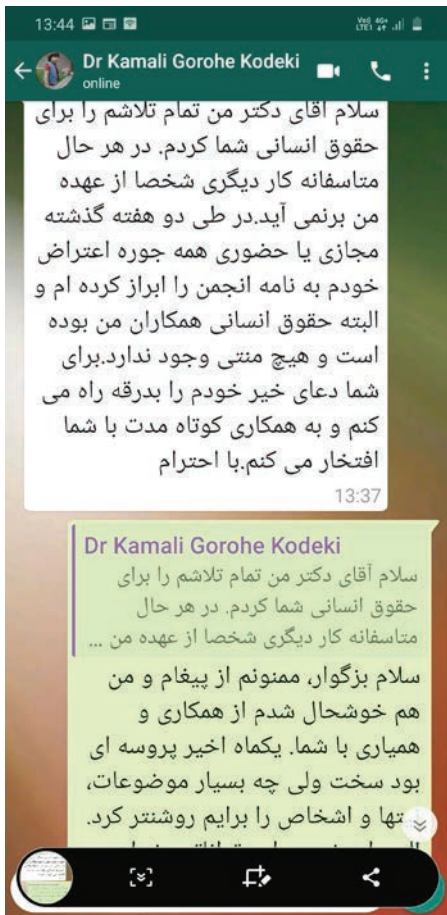 13:44
VoD 4G+ LTE1
Dr Kamali Gorohe Kodeki
online
سلام آقای دکتر من تمام تلاشم را برای
حقوق انسانی شما کردم. در هر حال
متاسفانه کار دیگری شخصا از عهده
من برنمی آید.در طی دو هفته گذشته
مجازی یا حضوری همه جوره اعتراض
خودم به نامه انجمن را ابراز کرده ام و
البته حقوق انسانی همکاران من بوده
است و هیچ منتی وجود ندارد.برای
شما دعای خیر خودم را بدرقه راه می
کنم و به همکاری کوتاه مدت با شما
افتخار می کنم.با احترام
13:37
Dr Kamali Gorohe Kodeki
سلام آقای دکتر من تمام تلاشم را برای
حقوق انسانی شما کردم. در هر حال
متاسفانه کار دیگری شخصا از عهده من ...
سلام بزگوار، ممنونم از پیغام و من
هم خوشحال شدم از همکاری و
همیاری با شما. یکماه اخیر پروسه ای
بود سخت ولی چه بسیار موضوعات،
و اشخاص را برایم روشنتر کرد.